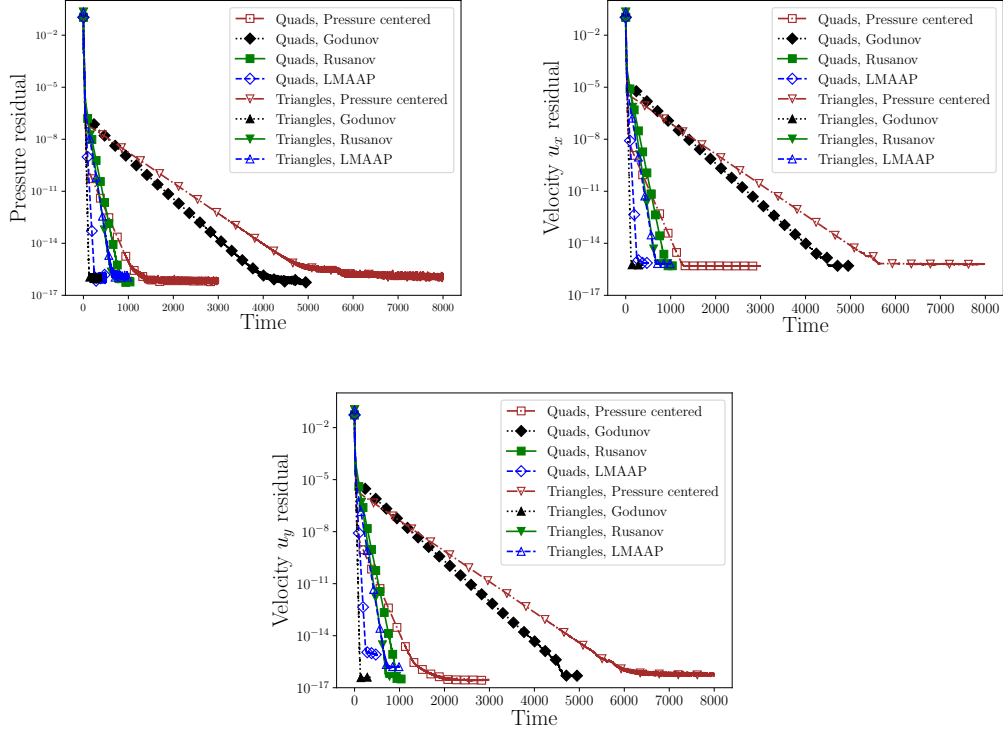 Quads, Pressure centered
Quads, Godunov
Quads, Rusanov
Quads, LMAAP
Triangles, Pressure centered
Triangles, Godunov
Triangles, Rusanov
Triangles, LMAAP
10⁻²
10⁻⁵
10⁻⁸
10⁻¹¹
10⁻¹⁴
10⁻¹⁷
Pressure residual
0 1000 2000 3000 4000 5000 6000 7000 8000
Time
Quads, Pressure centered
Quads, Godunov
Quads, Rusanov
Quads, LMAAP
Triangles, Pressure centered
Triangles, Godunov
Triangles, Rusanov
Triangles, LMAAP
10⁻²
10⁻⁵
10⁻⁸
10⁻¹¹
10⁻¹⁴
10⁻¹⁷
Velocity uₓ residual
0 1000 2000 3000 4000 5000 6000 7000 8000
Time
Quads, Pressure centered
Quads, Godunov
Quads, Rusanov
Quads, LMAAP
Triangles, Pressure centered
Triangles, Godunov
Triangles, Rusanov
Triangles, LMAAP
10⁻²
10⁻⁵
10⁻⁸
10⁻¹¹
10⁻¹⁴
10⁻¹⁷
Velocity u_y residual
0 1000 2000 3000 4000 5000 6000 7000 8000
Time